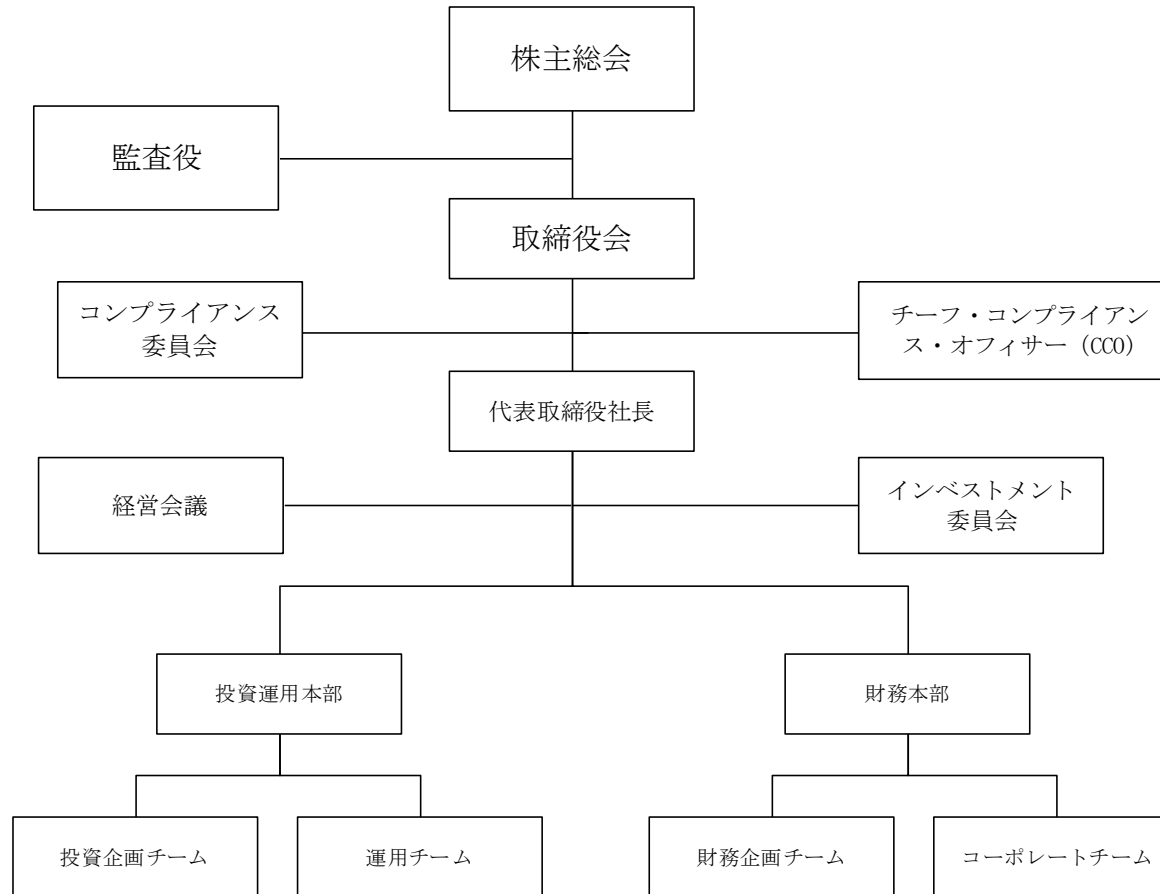 株主総会
監査役
取締役会
コンプライアンス
委員会
チーフ・コンプライアン
ス・オフィサー（CCO）
代表取締役社長
経営会議
インベストメント
委員会
投資運用本部
財務本部
投資企画チーム
運用チーム
財務企画チーム
コーポレートチーム